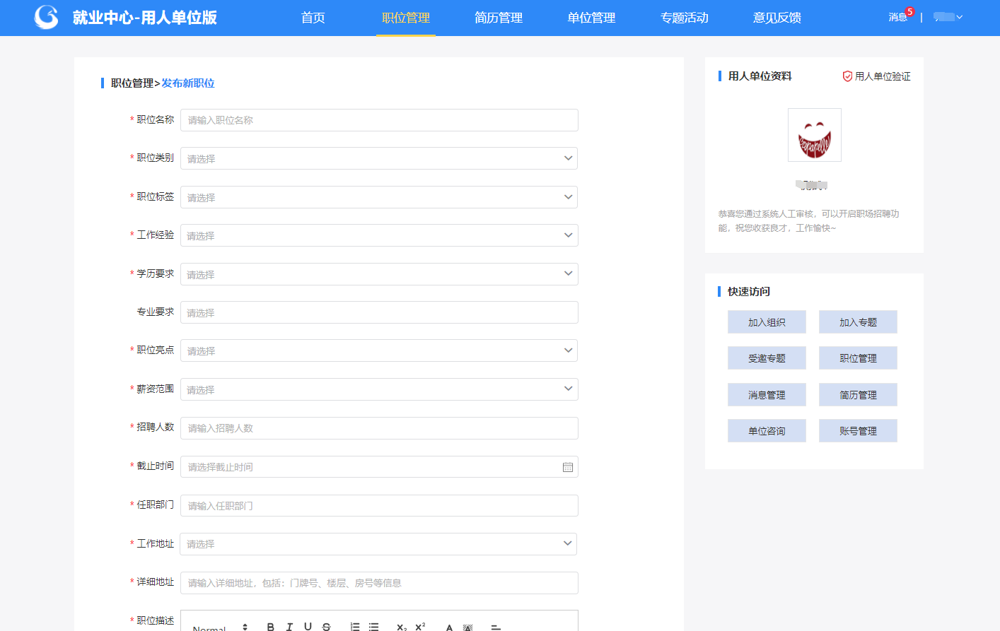 就业中心-用人单位版 首页 职位管理 简历管理 单位管理 专题活动 意见反馈 消息 5 |
职位管理>发布新职位
* 职位名称 请输入职位名称
* 职位类别 请选择
* 职位标签 请选择
* 工作经验 请选择
* 学历要求 请选择
专业要求 请选择
* 职位亮点 请选择
* 薪资范围 请选择
* 招聘人数 请输入招聘人数
* 截止时间 请选择截止时间
* 任职部门 请输入任职部门
* 工作地址 请选择
* 详细地址 请输入详细地址，包括：门牌号、楼层、房号等信息
* 职位描述 Normal B I U S X₂ X² A
用人单位资料 用人单位验证
恭喜您通过系统人工审核，可以开启职场招聘功
能，祝您收获良才，工作愉快~
快速访问
加入组织 加入专题
受邀专题 职位管理
消息管理 简历管理
单位咨询 账号管理